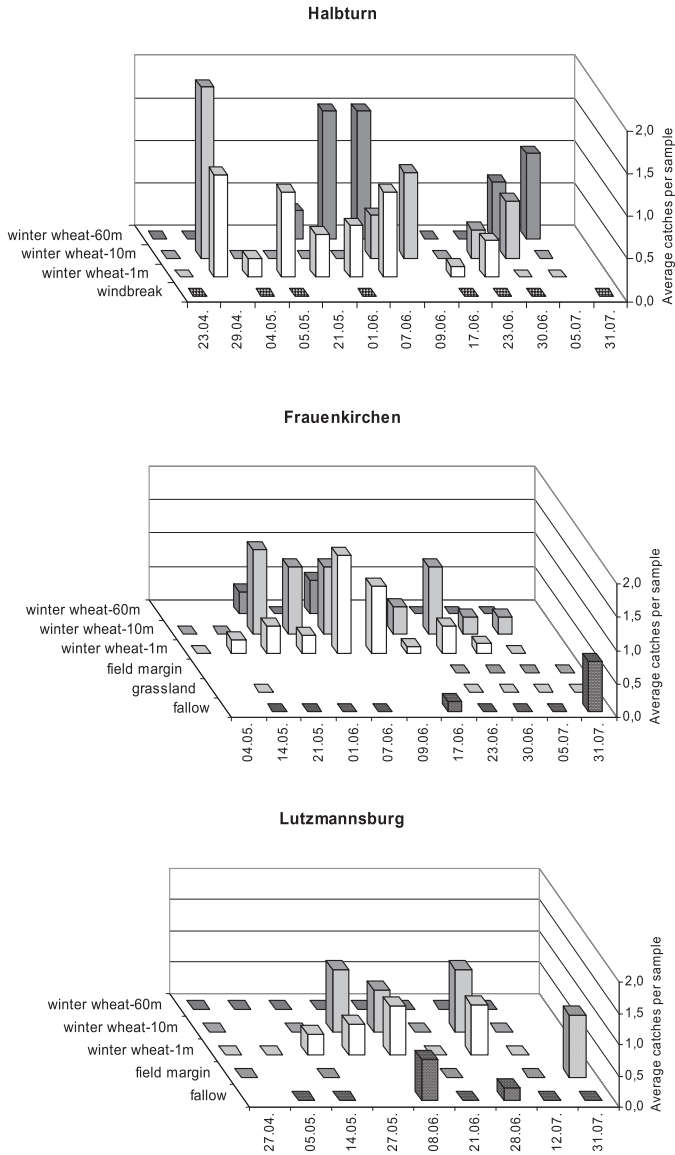 Halbturn
2,0
1,5
1,0
0,5
0,0
Average catches per sample
winter wheat-60m
winter wheat-10m
winter wheat-1m
windbreak
23.04.
29.04.
04.05.
05.05.
21.05.
01.06.
07.06.
09.06.
17.06.
23.06.
30.06.
05.07.
31.07.
Frauenkirchen
2,0
1,5
1,0
0,5
0,0
Average catches per sample
winter wheat-60m
winter wheat-10m
winter wheat-1m
field margin
grassland
fallow
04.05.
14.05.
21.05.
01.06.
07.06.
09.06.
17.06.
23.06.
30.06.
05.07.
31.07.
Lutzmannsburg
2,0
1,5
1,0
0,5
0,0
Average catches per sample
winter wheat-60m
winter wheat-10m
winter wheat-1m
field margin
fallow
27.04.
05.05.
14.05.
27.05.
08.06.
21.06.
28.06.
12.07.
31.07.